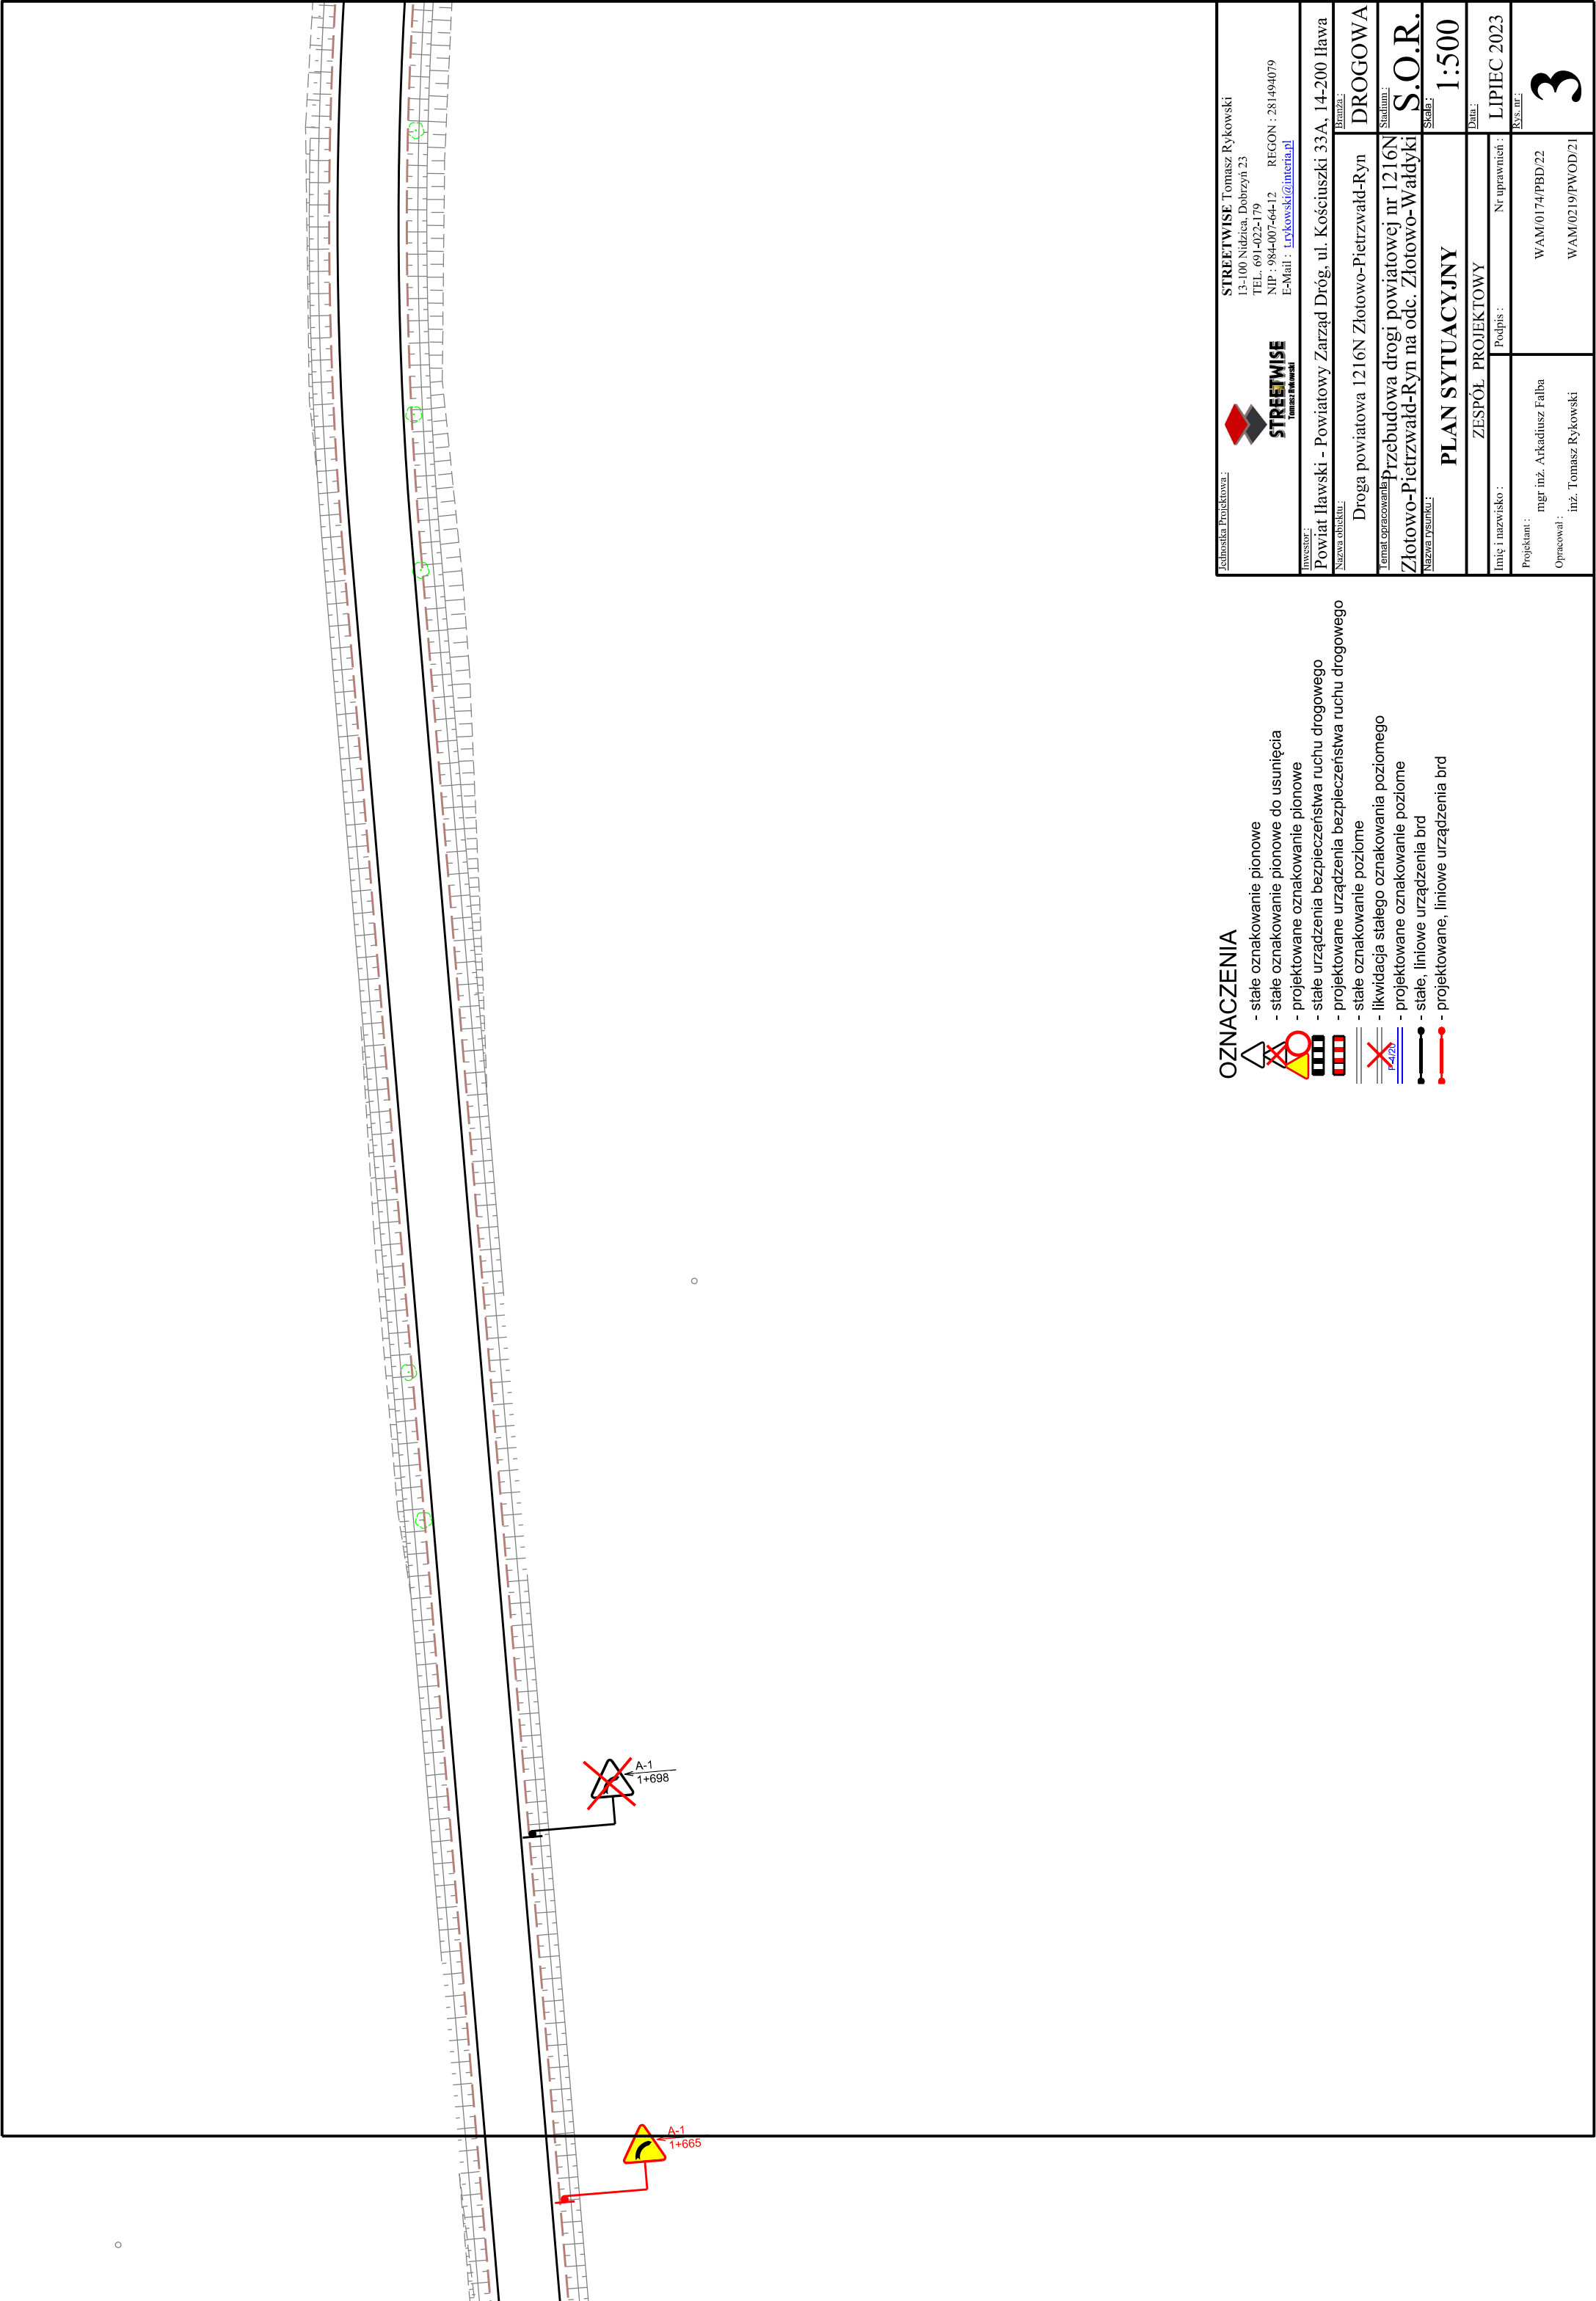 A-1
1+698
A-1
1+665
OZNACZENIA
- stałe oznakowanie pionowe
- stałe oznakowanie pionowe do usunięcia
- projektowane oznakowanie pionowe
- stałe urządzenia bezpieczeństwa ruchu drogowego
- projektowane urządzenia bezpieczeństwa ruchu drogowego
- stałe oznakowanie poziome
- likwidacja stałego oznakowania poziomego
P-4/20 - projektowane oznakowanie poziome
- stałe, liniowe urządzenia brd
- projektowane, liniowe urządzenia brd
Jednostka Projektowa :
STREETWISE
Tomasz Rykowski
STREETWISE Tomasz Rykowski
13-100 Nidzica, Dobrzyń 23
TEL. 691-022-179
NIP : 984-007-64-12 REGON : 281494079
E-Mail : t.rykowski@interia.pl
Inwestor :
Powiat Iławski - Powiatowy Zarząd Dróg, ul. Kościuszki 33A, 14-200 Iława
Nazwa obiektu :
Droga powiatowa 1216N Złotowo-Pietrzwałd-Ryn
Branża :
DROGOWA
Temat opracowania :
Przebudowa drogi powiatowej nr 1216N
Złotowo-Pietrzwałd-Ryn na odc. Złotowo-Wałdyki
Stadium :
S.O.R.
Nazwa rysunku :
PLAN SYTUACYJNY
Skala :
1:500
ZESPÓŁ PROJEKTOWY
Data :
LIPIEC 2023
Imię i nazwisko : Podpis : Nr uprawnień :
Rys. nr :
3
Projektant :
mgr inż. Arkadiusz Falba WAM/0174/PBD/22
Opracował :
inż. Tomasz Rykowski WAM/0219/PWOD/21